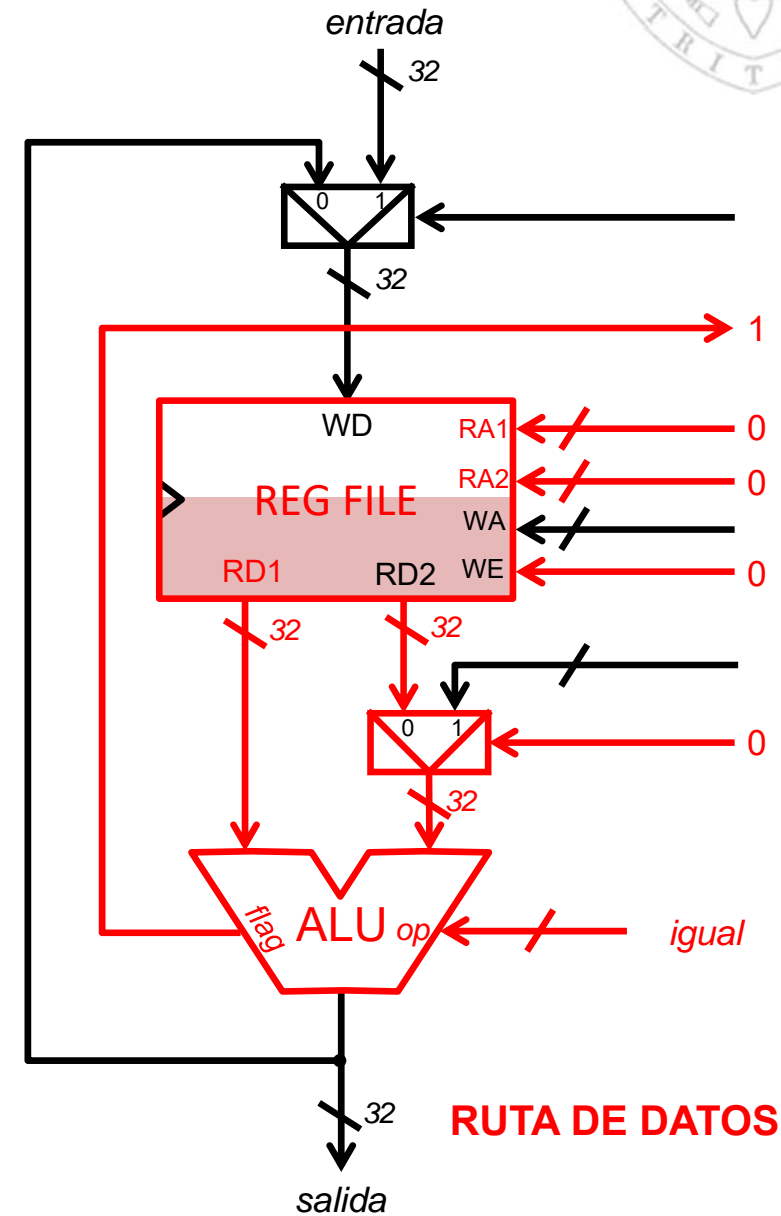 entrada
T R I T
32
0 1
32
1
WD
RA1 0
RA2 0
REG FILE
WA
RD1 RD2 WE 0
32 32
0 1
0
32
flag ALU op igual
32 RUTA DE DATOS
salida